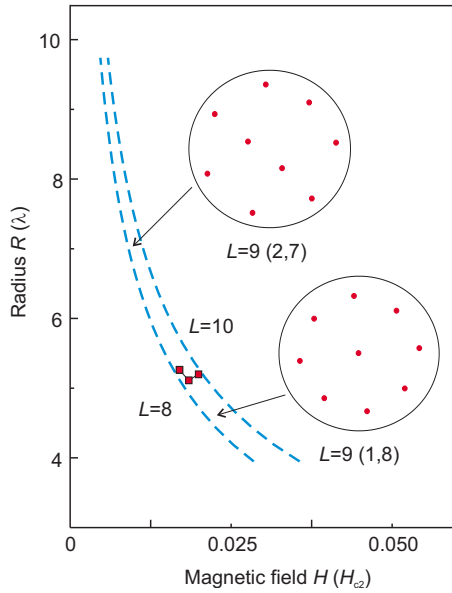 10
8
6
4
Radius R (λ)
L=9 (2,7)
L=10
L=8
L=9 (1,8)
0
0.025
0.050
Magnetic field H (Hc2)